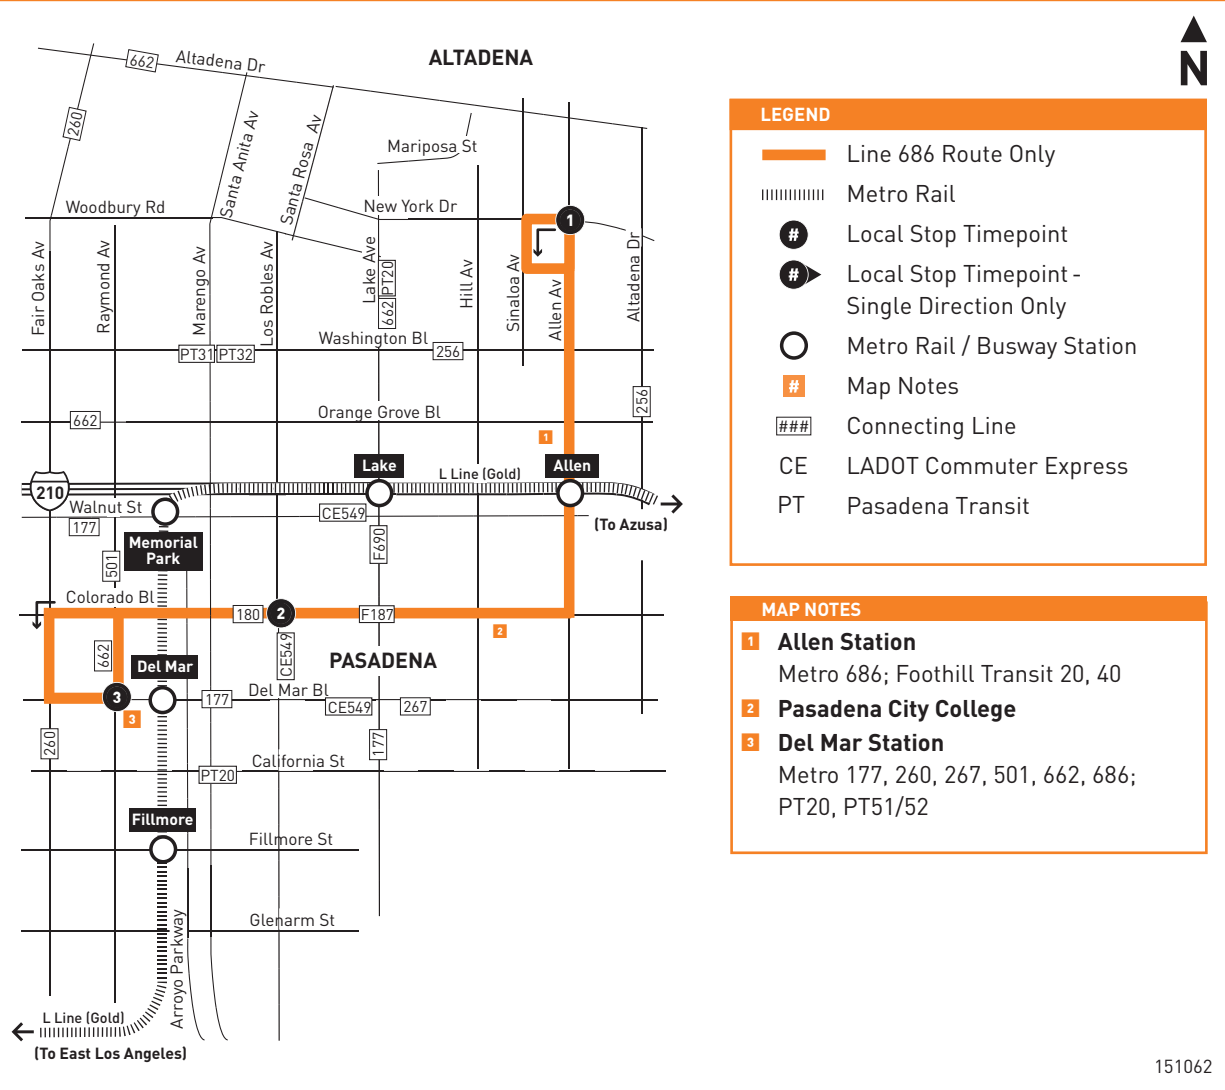 ALTADENA
662
Altadena Dr
N
260
Santa Anita Av
Santa Rosa Av
Mariposa St
Woodbury Rd
New York Dr
1
Fair Oaks Av
Raymond Av
Marengo Av
Los Robles Av
Lake Ave
PT20
662
Hill Av
Sinaloa Av
Allen Av
Altadena Dr
Washington Bl
PT31
PT32
256
256
Orange Grove Bl
662
1
Lake
L Line (Gold)
Allen
210
Walnut St
177
CE549
(To Azusa)
Memorial
Park
501
F690
Colorado Bl
180
2
F187
2
662
CE549
Del Mar
PASADENA
3
3
177
Del Mar Bl
CE549
267
260
177
PT20
California St
Fillmore
Fillmore St
Glenarm St
Arroyo Parkway
L Line (Gold)
(To East Los Angeles)
LEGEND
Line 686 Route Only
Metro Rail
# Local Stop Timepoint
# Local Stop Timepoint -
Single Direction Only
Metro Rail / Busway Station
# Map Notes
### Connecting Line
CE LADOT Commuter Express
PT Pasadena Transit
MAP NOTES
1 Allen Station
Metro 686; Foothill Transit 20, 40
2 Pasadena City College
3 Del Mar Station
Metro 177, 260, 267, 501, 662, 686;
PT20, PT51/52
151062